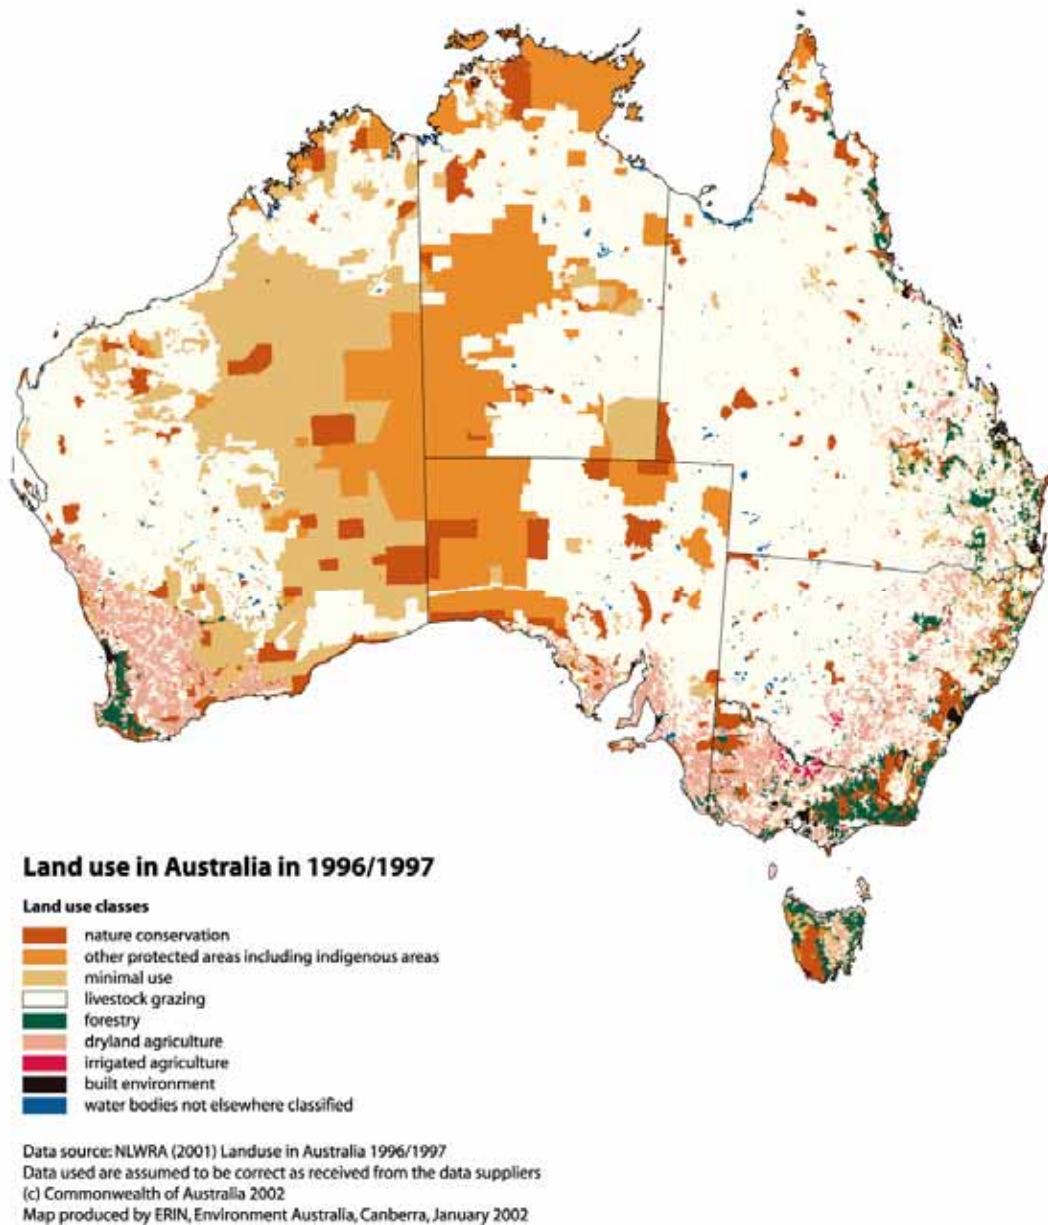 Land use in Australia in 1996/1997
Land use classes
nature conservation
other protected areas including indigenous areas
minimal use
livestock grazing
forestry
dryland agriculture
irrigated agriculture
built environment
water bodies not elsewhere classified
Data source: NLWRA (2001) Landuse in Australia 1996/1997
Data used are assumed to be correct as received from the data suppliers
(c) Commonwealth of Australia 2002
Map produced by ERIN, Environment Australia, Canberra, January 2002